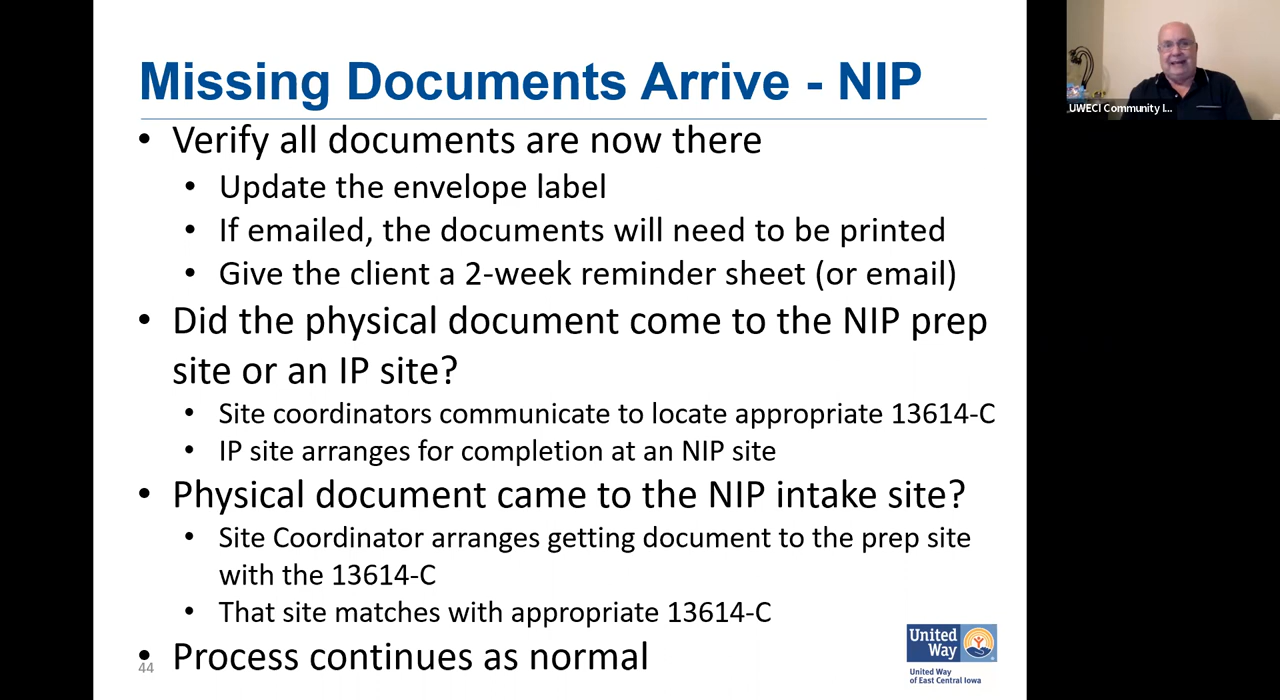 Missing Documents Arrive - NIP
• Verify all documents are now there
• Update the envelope label
• If emailed, the documents will need to be printed
• Give the client a 2-week reminder sheet (or email)
• Did the physical document come to the NIP prep
site or an IP site?
• Site coordinators communicate to locate appropriate 13614-C
• IP site arranges for completion at an NIP site
• Physical document came to the NIP intake site?
• Site Coordinator arranges getting document to the prep site
with the 13614-C
• That site matches with appropriate 13614-C
• Process continues as normal
44
United
Way
United Way
of East Central Iowa
UWECI Community I...